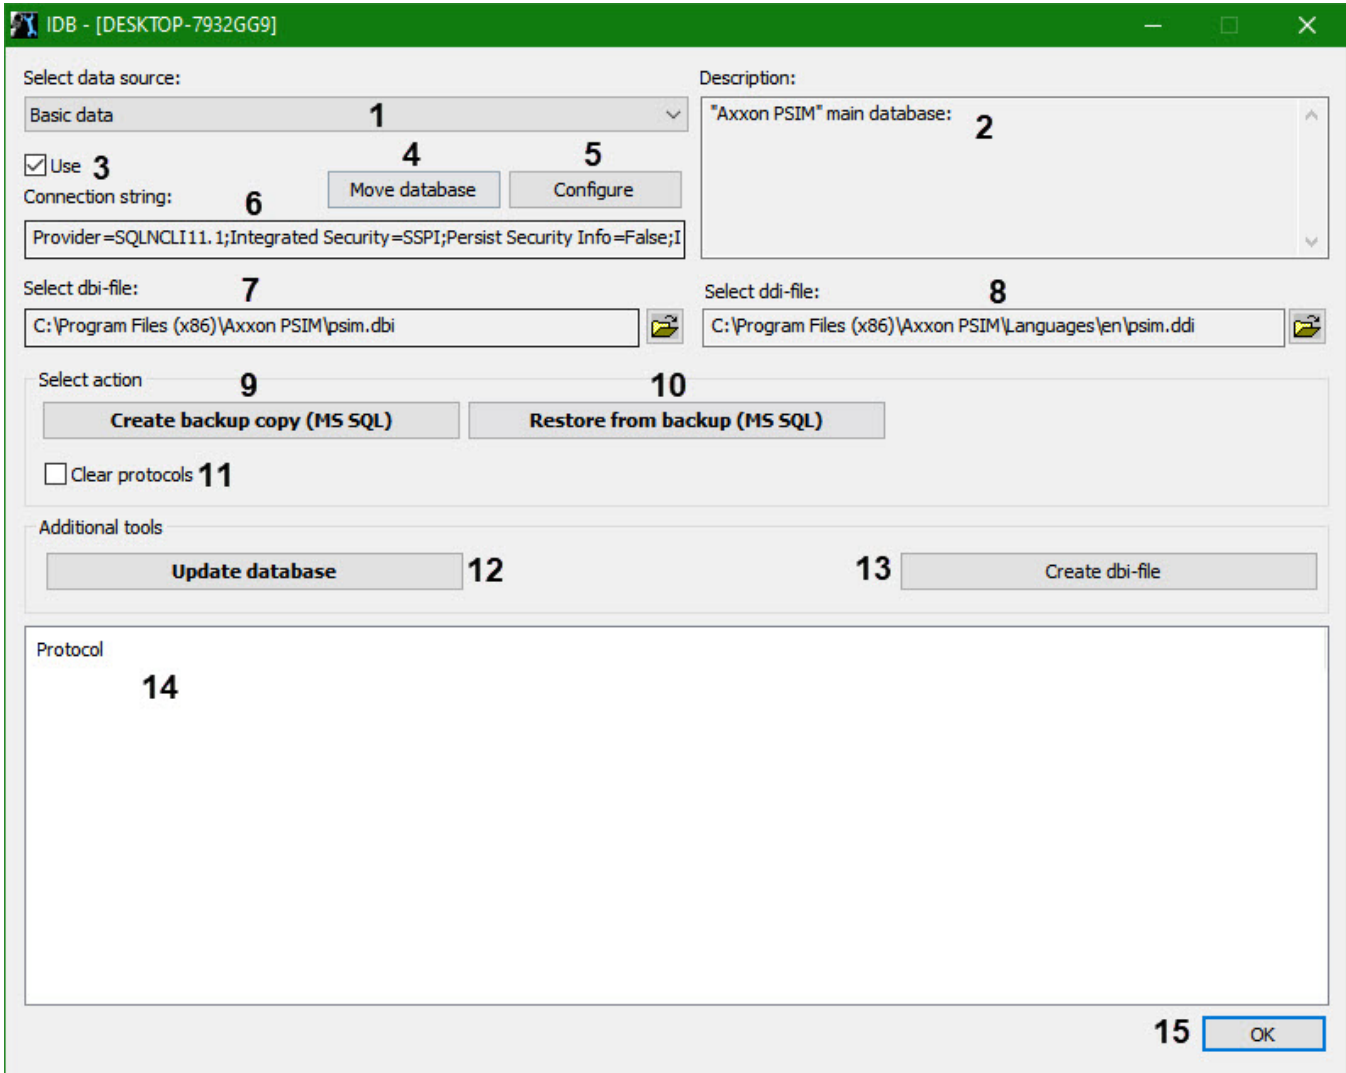 IDB - [DESKTOP-7932GG9]
Select data source:
Description:
Basic data
1
"Axxon PSIM" main database:
2
Use 3
4
5
Connection string:
6
Move database
Configure
Provider=SQLNCLI11.1;Integrated Security=SSPI;Persist Security Info=False;I
Select dbi-file:
7
Select ddi-file:
8
C:\Program Files (x86)\Axxon PSIM\psim.dbi
C:\Program Files (x86)\Axxon PSIM\Languages\en\psim.ddi
Select action
9
10
Create backup copy (MS SQL)
Restore from backup (MS SQL)
Clear protocols 11
Additional tools
Update database
12
13
Create dbi-file
Protocol
14
15
OK